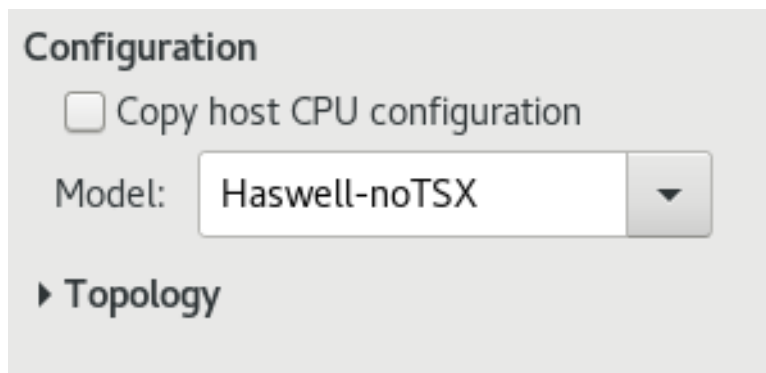 Configuration
Copy host CPU configuration
Model: Haswell-noTSX
Topology